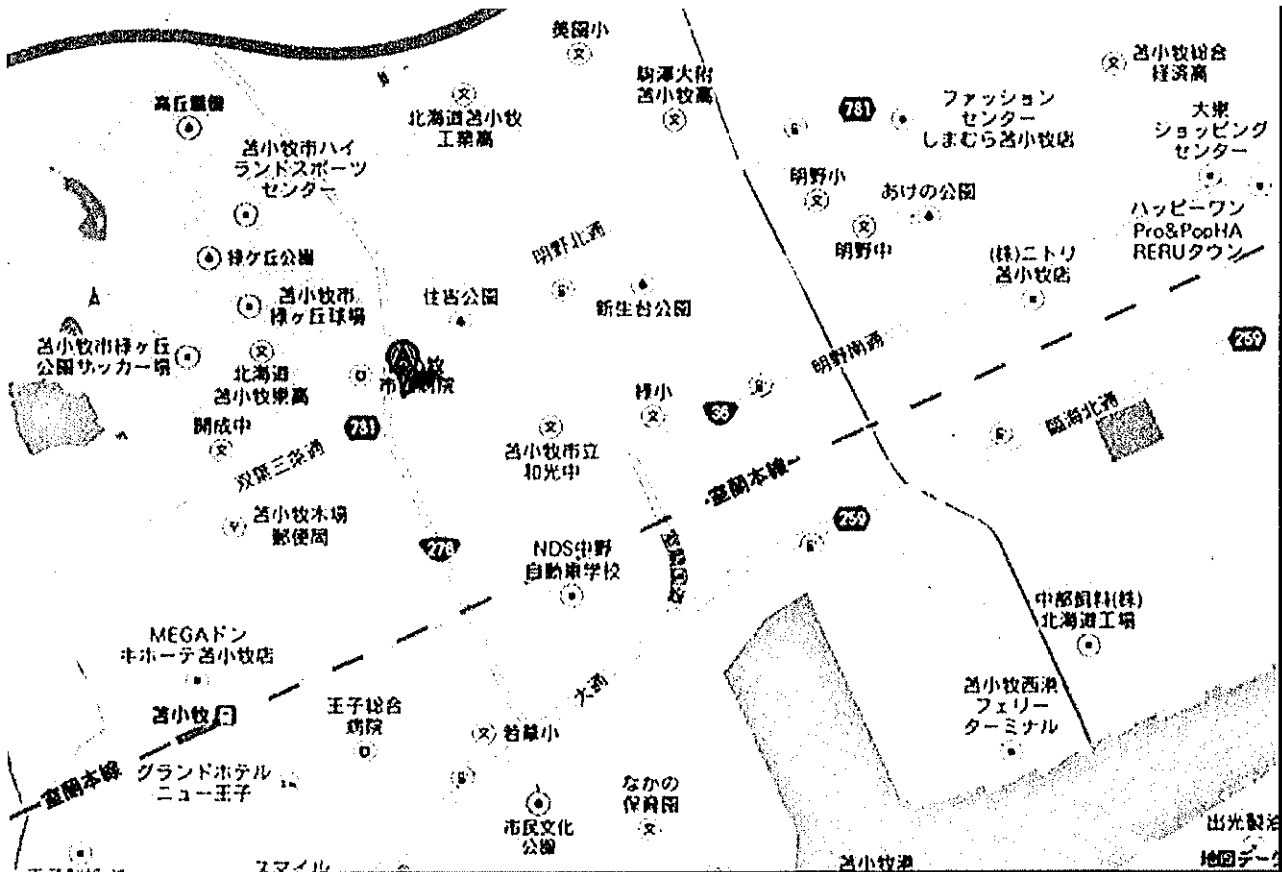 美園小
苫小牧総合
経済高
駒澤大附
苫小牧高
高丘霊園
北海道苫小牧
工業高
781
ファッション
センター
しまむら苫小牧店
大東
ショッピング
センター
苫小牧市ハイ
ランドスポーツ
センター
明野小
あけの公園
明野北通
明野中
ハッピーワン
Pro&PopHA
RERUタウン
緑ケ丘公園
(株)ニトリ
苫小牧店
住吉公園
新生台公園
苫小牧市
緑ヶ丘球場
苫小牧市緑ヶ丘
公園サッカー場
明野南通
259
北海道
苫小牧東高
緑小
36
開成中
781
臨海北通
双葉三条通
苫小牧市立
和光中
室蘭本線
苫小牧木場
郵便局
259
276
NDS中野
自動車学校
室蘭国道
中部飼料(株)
北海道工場
MEGAドン
キホーテ苫小牧店
大通
苫小牧西港
フェリー
ターミナル
苫小牧
王子総合
病院
若草小
室蘭本線
グランドホテル
ニュー王子
なかの
保育園
市民文化
公園
スマイル
苫小牧港
地図データ